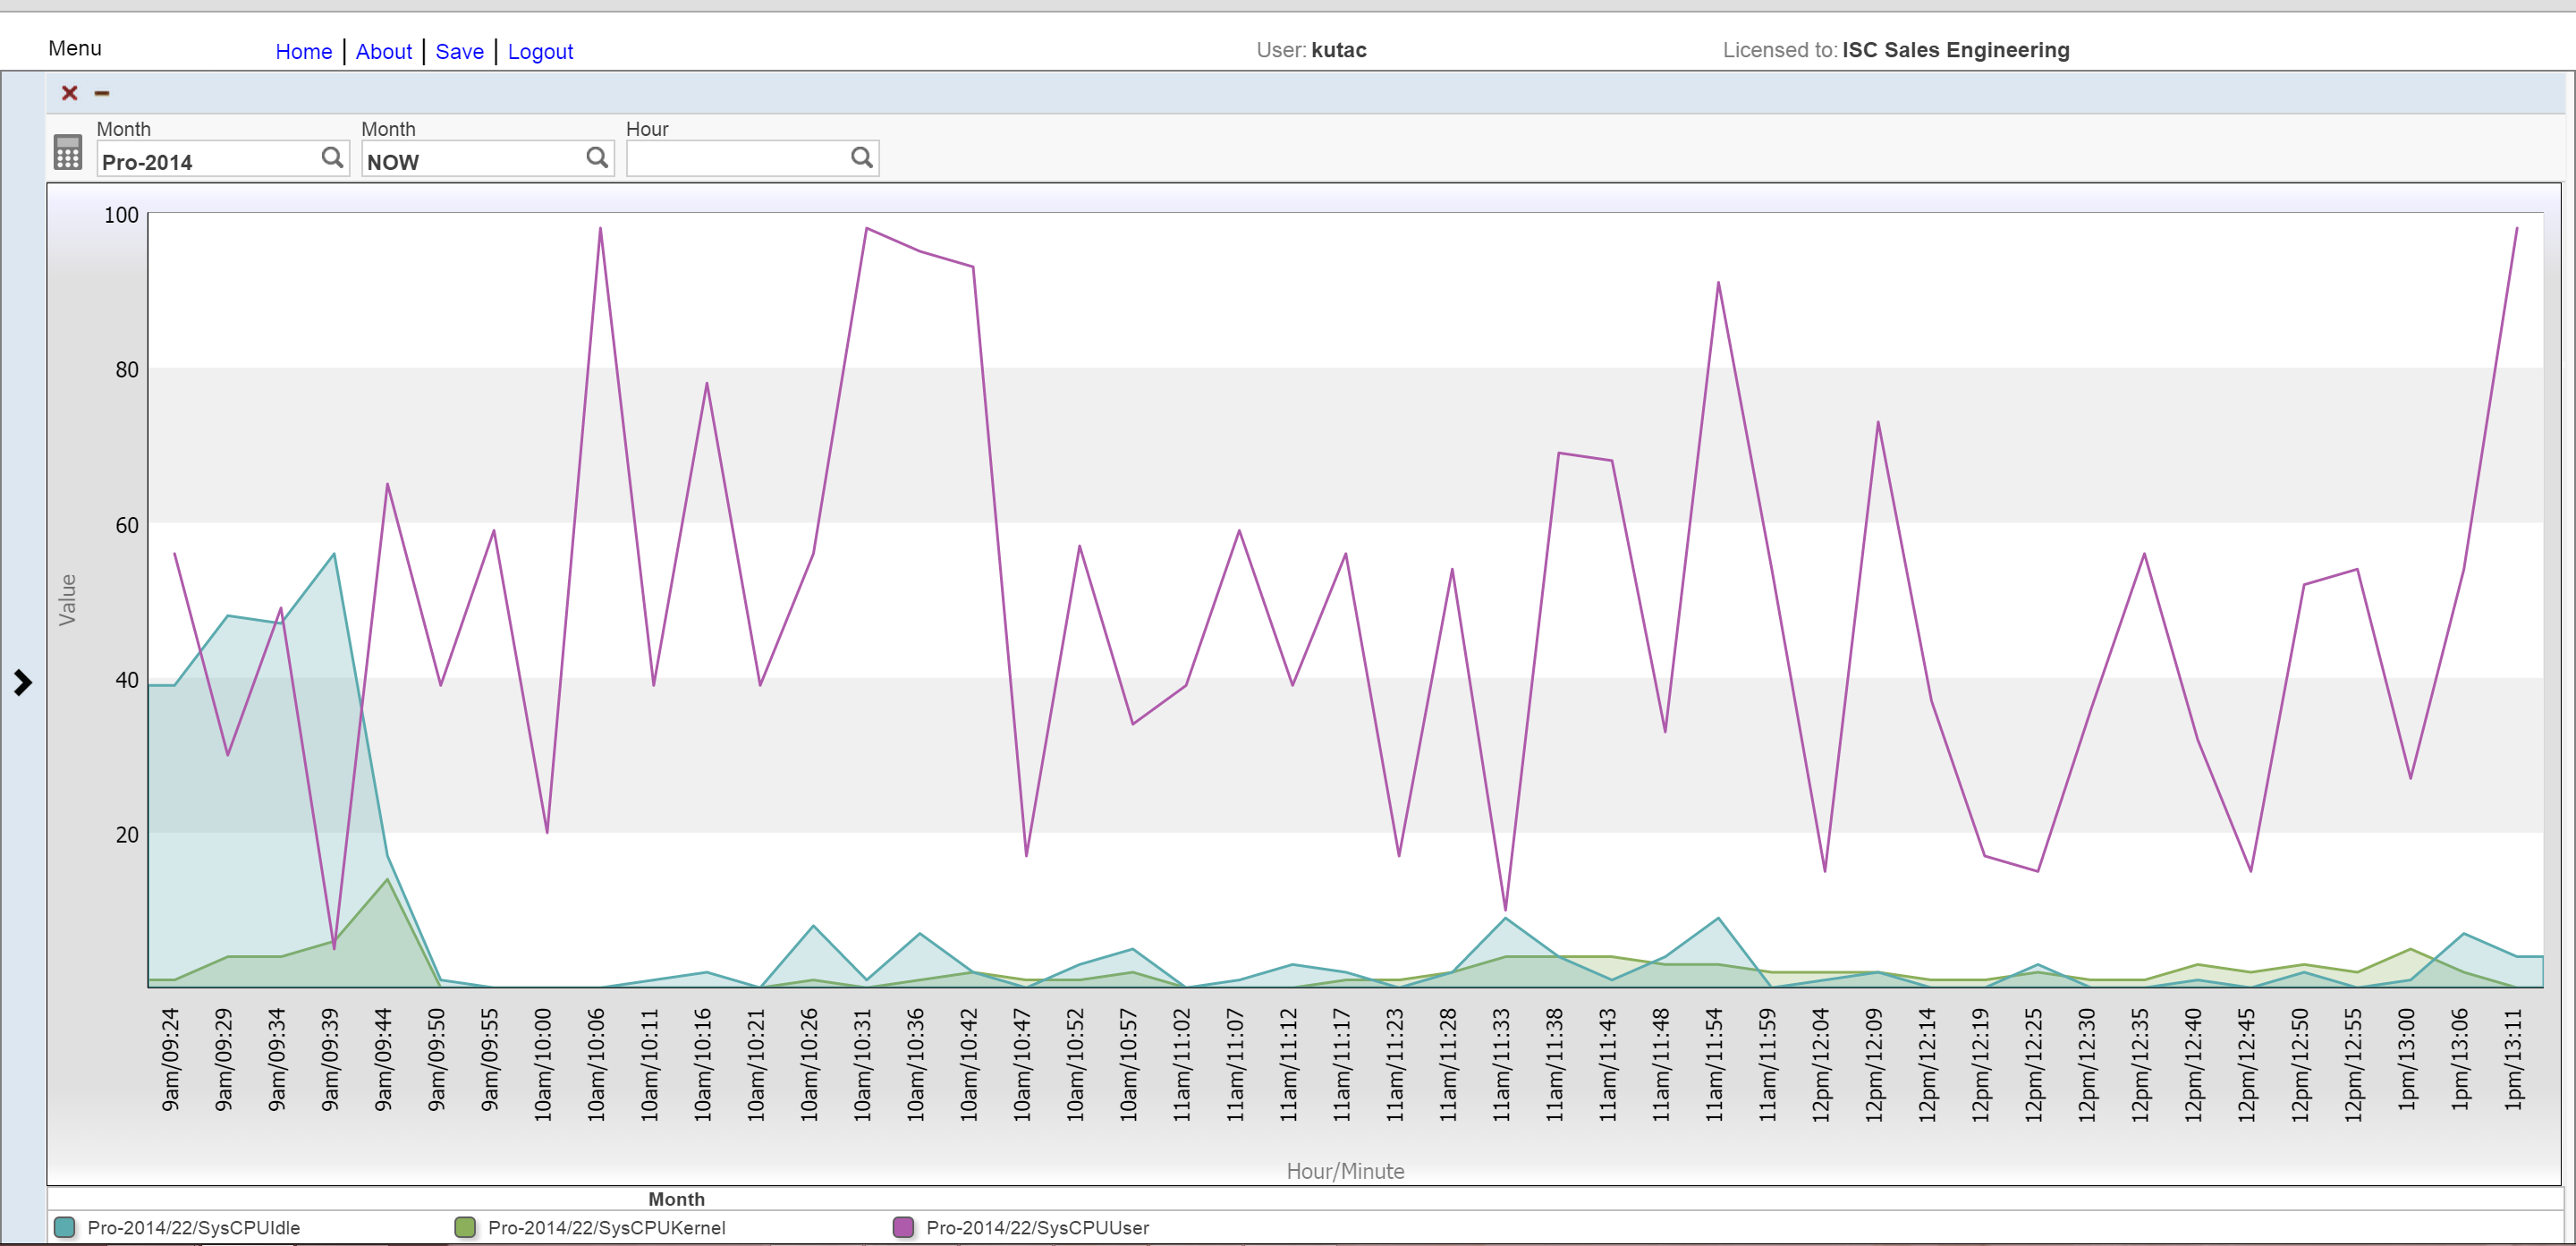 Menu Home | About | Save | Logout User: kutac Licensed to: ISC Sales Engineering
Month Month Hour
Pro-2014 NOW
100
80
60
40
20
Value
9am/09:24
9am/09:29
9am/09:34
9am/09:39
9am/09:44
9am/09:50
9am/09:55
10am/10:00
10am/10:06
10am/10:11
10am/10:16
10am/10:21
10am/10:26
10am/10:31
10am/10:36
10am/10:42
10am/10:47
10am/10:52
10am/10:57
11am/11:02
11am/11:07
11am/11:12
11am/11:17
11am/11:23
11am/11:28
11am/11:33
11am/11:38
11am/11:43
11am/11:48
11am/11:54
11am/11:59
12pm/12:04
12pm/12:09
12pm/12:14
12pm/12:19
12pm/12:25
12pm/12:30
12pm/12:35
12pm/12:40
12pm/12:45
12pm/12:50
12pm/12:55
1pm/13:00
1pm/13:06
1pm/13:11
Hour/Minute
Month
Pro-2014/22/SysCPUIdle Pro-2014/22/SysCPUKernel Pro-2014/22/SysCPUUser